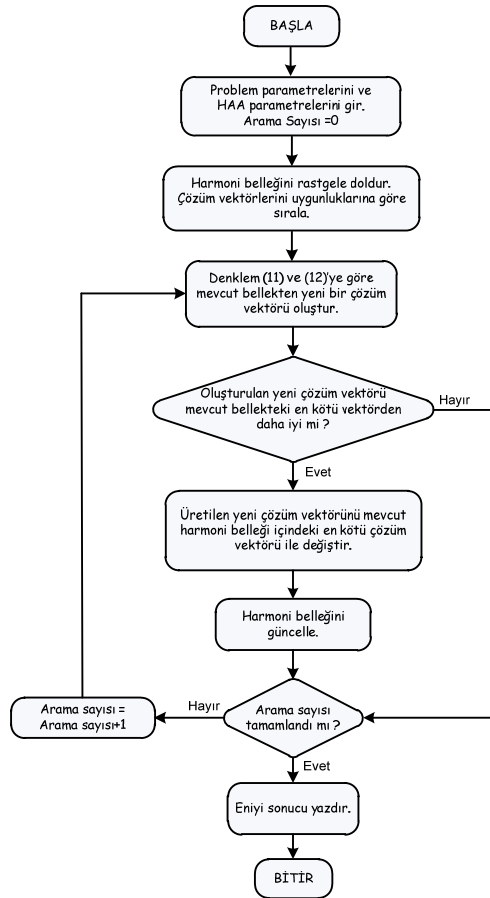 BAŞLA
Problem parametrelerini ve
HAA parametrelerini gir.
Arama Sayısı =0
Harmoni belleğini rastgele doldur.
Çözüm vektörlerini uygunluklarına göre
sırala.
Denklem (11) ve (12)'ye göre
mevcut bellekten yeni bir çözüm
vektörü oluştur.
Oluşturulan yeni çözüm vektörü
mevcut bellekteki en kötü vektörden
daha iyi mi ?
Hayır
Evet
Üretilen yeni çözüm vektörünü mevcut
harmoni belleği içindeki en kötü çözüm
vektörü ile değiştir.
Harmoni belleğini
güncelle.
Arama sayısı
tamamlandı mı ?
Hayır
Arama sayısı =
Arama sayısı+1
Evet
Eniyi sonucu yazdır.
BİTİR